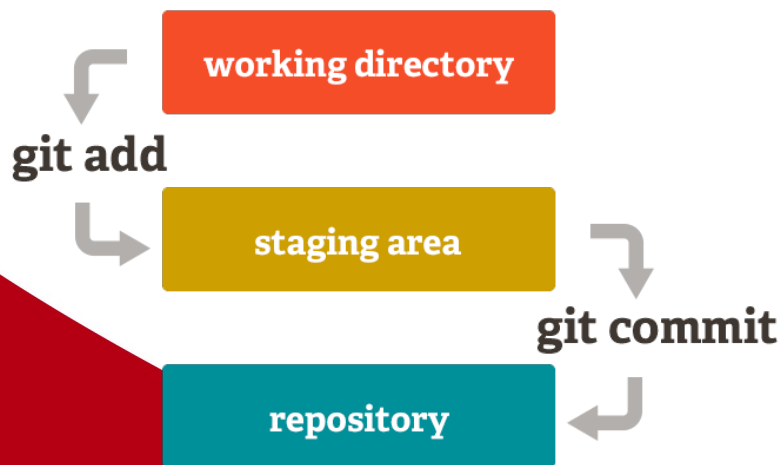 working directory
git add
staging area
git commit
repository